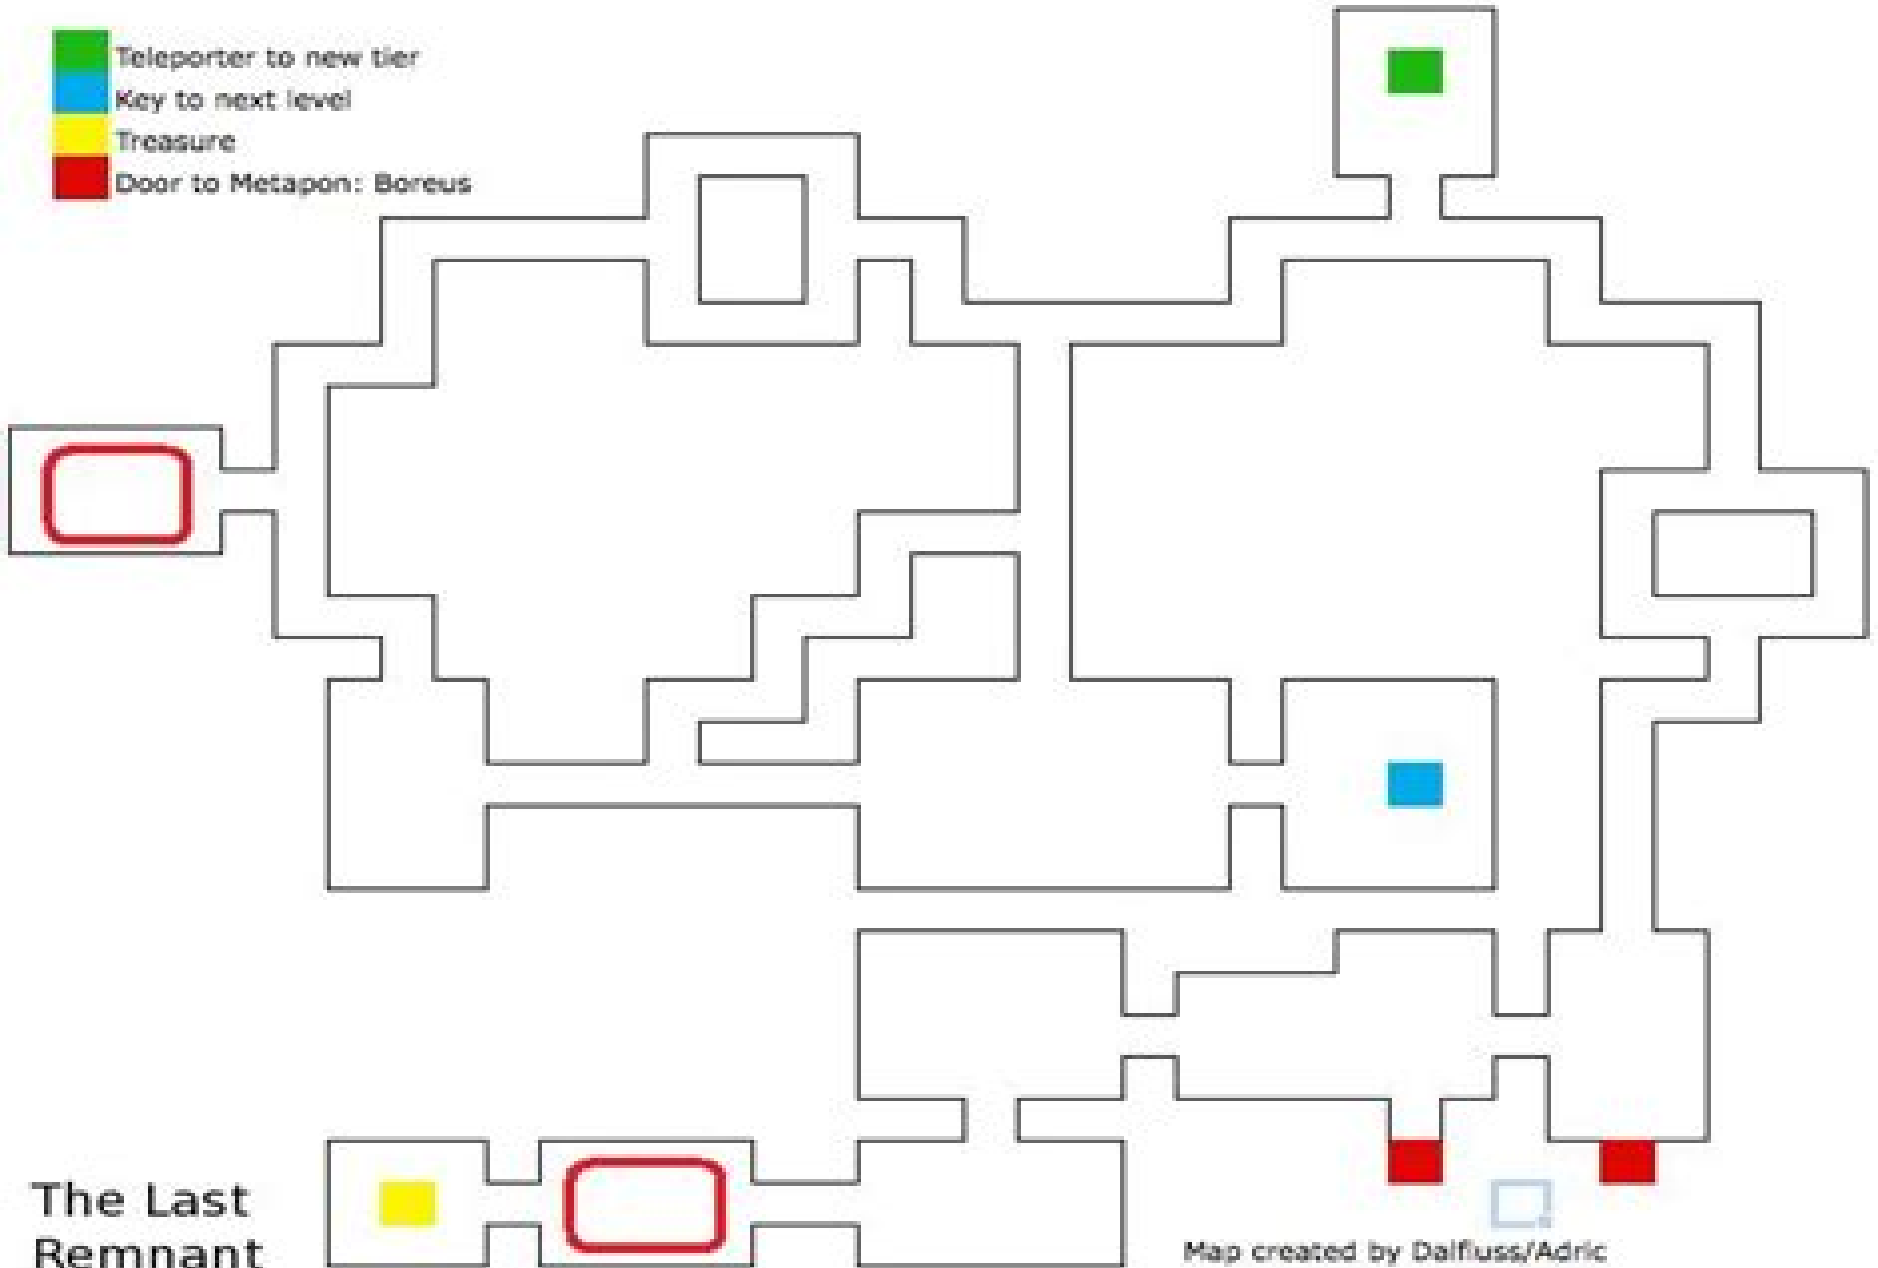 Teleporter to new tier
Key to next level
Treasure
Door to Metapon: Boreus
The Last
Remnant
Map created by Dalfluss/Adric